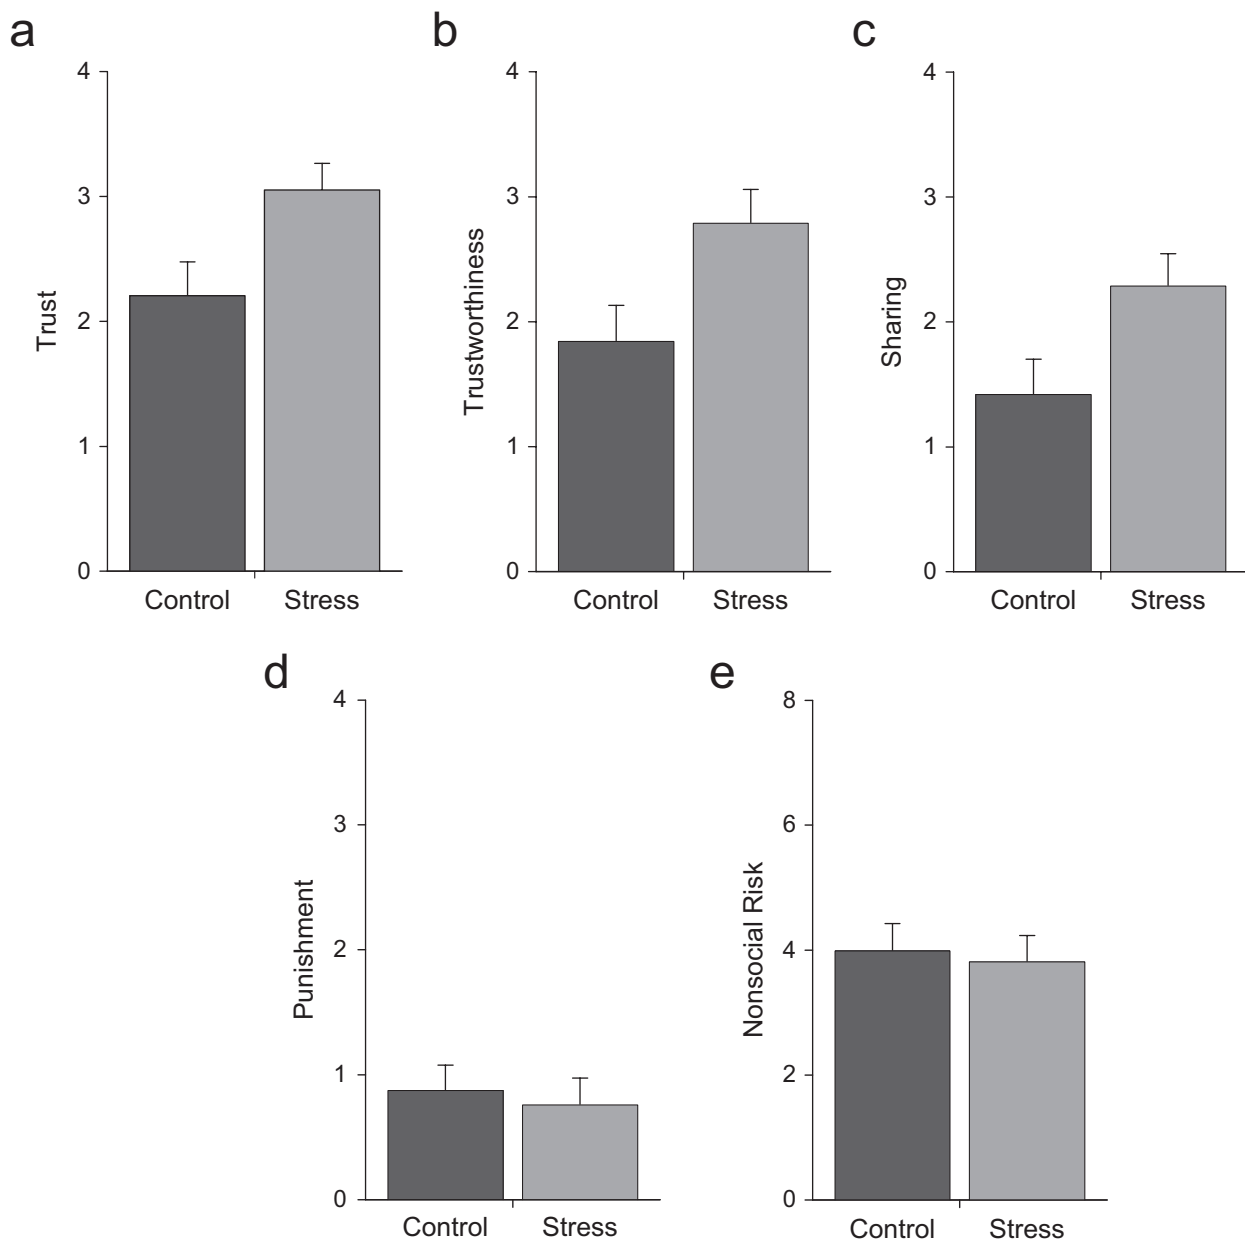 a
4
3
2
1
0
Trust
Control Stress
b
4
3
2
1
0
Trustworthiness
Control Stress
c
4
3
2
1
0
Sharing
Control Stress
d
4
3
2
1
0
Punishment
Control Stress
e
8
6
4
2
0
Nonsocial Risk
Control Stress